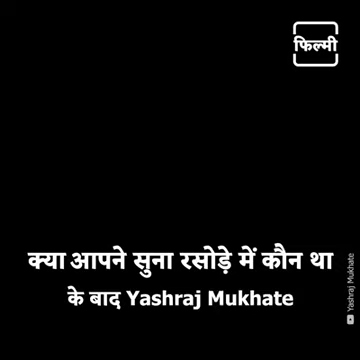 फिल्मी
क्या आपने सुना रसोड़े में कौन था
के बाद Yashraj Mukhate
Yashraj Mukhate